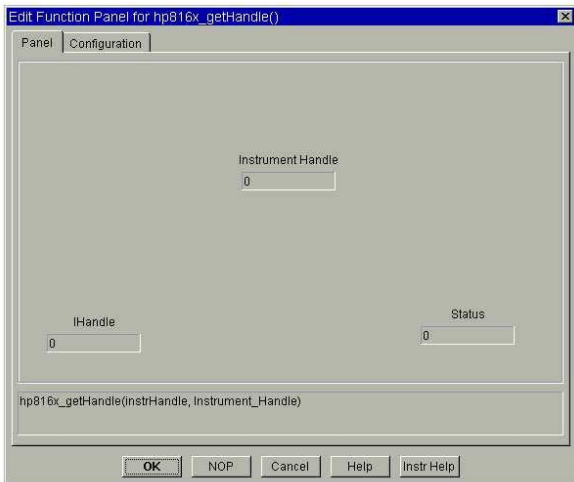 Edit Function Panel for hp816x_getHandle()
Panel
Configuration
Instrument Handle
0
IHandle
0
Status
0
hp816x_getHandle(instrHandle, Instrument_Handle)
OK
NOP
Cancel
Help
Instr Help